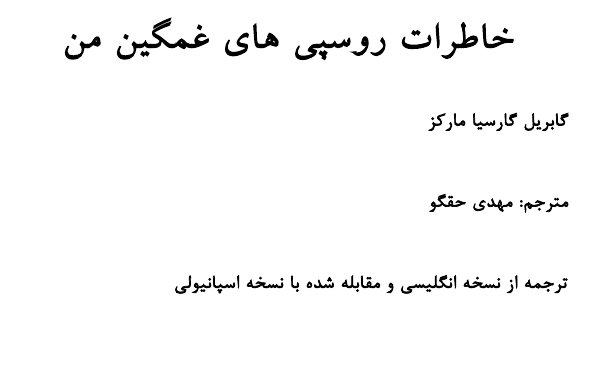 خاطرات روسپی های غمگین من
گابریل گارسیا مارکز
مترجم: مهدی حقگو
ترجمه از نسخه انگلیسی و مقابله شده با نسخه اسپانیولی